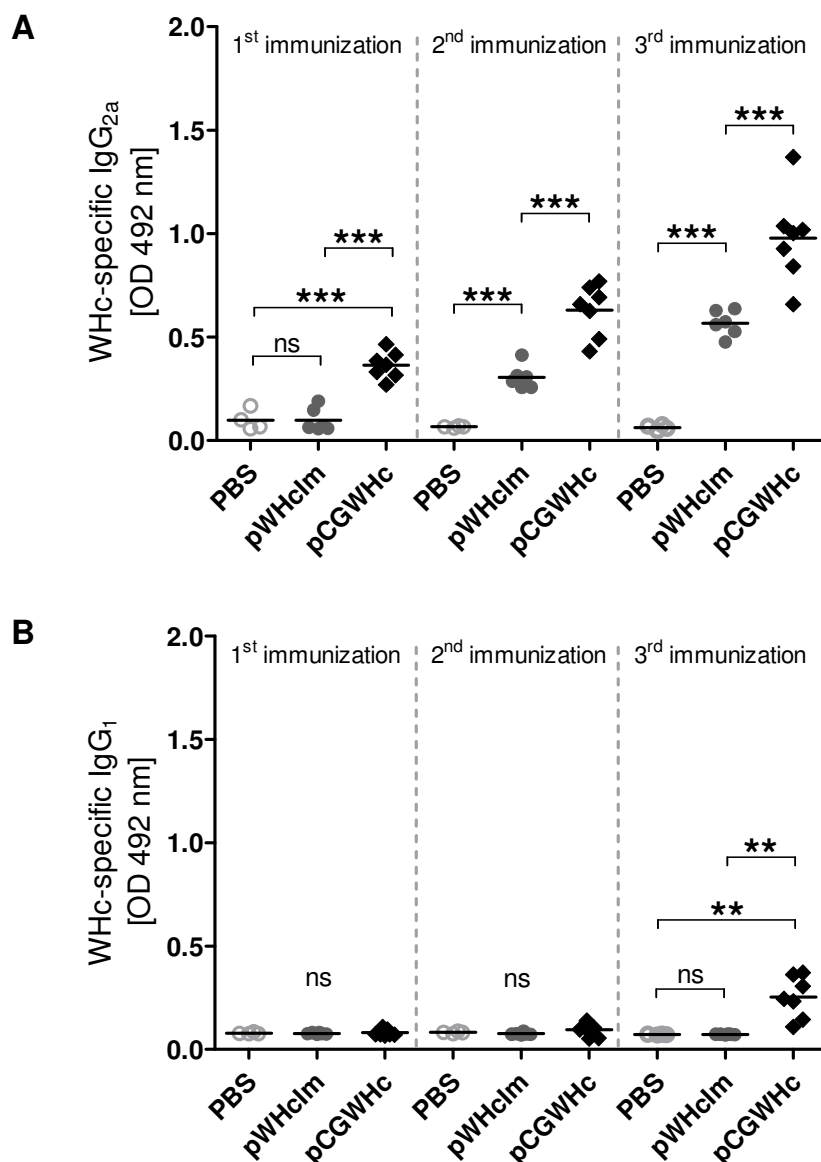 A
WHc-specific IgG2a
[OD 492 nm]
2.0
1.5
1.0
0.5
0.0
1st immunization
2nd immunization
3rd immunization
***
***
***
***
***
***
ns
PBS
pWHcIm
pCGWHc
PBS
pWHcIm
pCGWHc
PBS
pWHcIm
pCGWHc
B
WHc-specific IgG1
[OD 492 nm]
2.0
1.5
1.0
0.5
0.0
1st immunization
2nd immunization
3rd immunization
**
**
ns
ns
ns
PBS
pWHcIm
pCGWHc
PBS
pWHcIm
pCGWHc
PBS
pWHcIm
pCGWHc